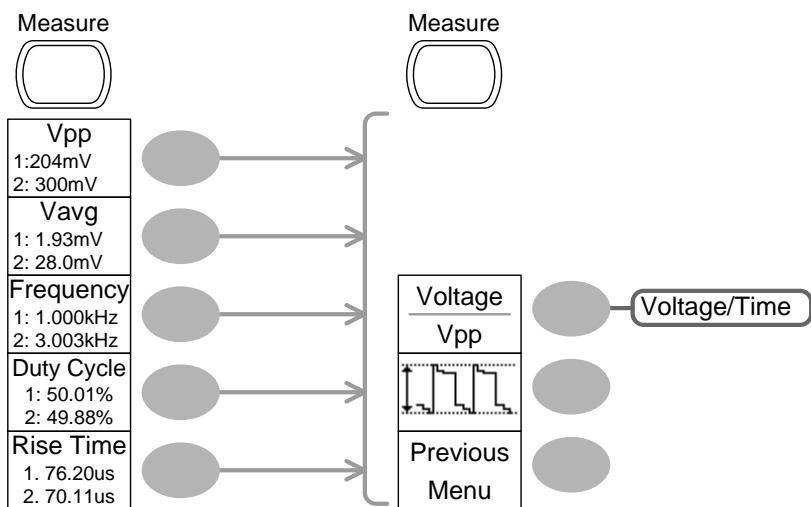 Measure
Vpp
1:204mV
2: 300mV
Vavg
1: 1.93mV
2: 28.0mV
Frequency
1: 1.000kHz
2: 3.003kHz
Duty Cycle
1: 50.01%
2: 49.88%
Rise Time
1. 76.20us
2. 70.11us
Measure
Voltage
Vpp
Voltage/Time
Previous
Menu